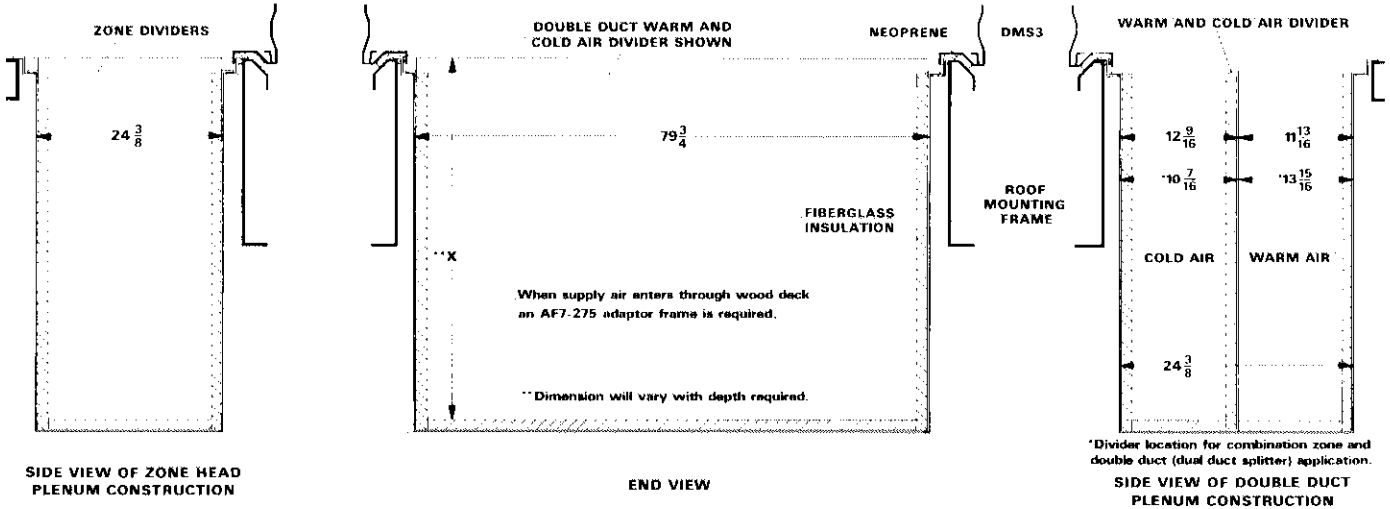 ZONE DIVIDERS
24 3/8
SIDE VIEW OF ZONE HEAD
PLENUM CONSTRUCTION
DOUBLE DUCT WARM AND
COLD AIR DIVIDER SHOWN
NEOPRENE
DMS3
79 3/4
FIBERGLASS
INSULATION
ROOF
MOUNTING
FRAME
**X
When supply air enters through wood deck
an AF7-275 adaptor frame is required.
**Dimension will vary with depth required.
END VIEW
WARM AND COLD AIR DIVIDER
12 9/16
11 13/16
*10 7/16
*13 15/16
COLD AIR
WARM AIR
24 3/8
*Divider location for combination zone and
double duct (dual duct splitter) application.
SIDE VIEW OF DOUBLE DUCT
PLENUM CONSTRUCTION